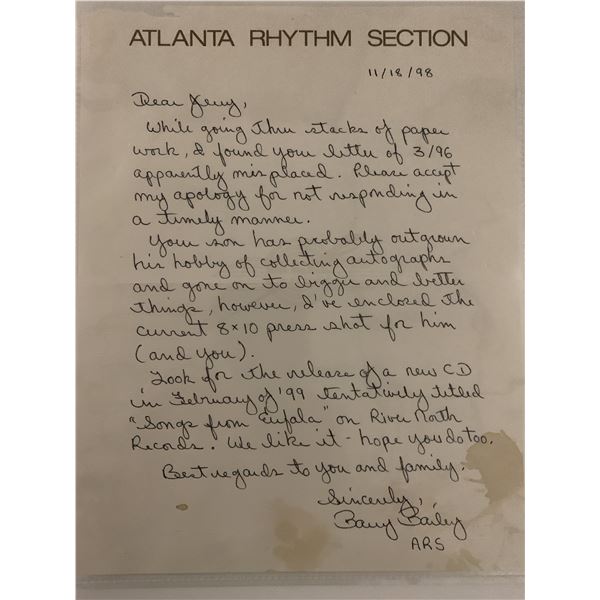 ATLANTA RHYTHM SECTION
11/18/98
Dear Jerry,
While going thru stacks of paper
work, I found your letter of 3/96
apparently misplaced. Please accept
my apology for not responding in
a timely manner.
Your son has probably outgrown
his hobby of collecting autographs
and gone on to bigger and better
things, however, I've enclosed the
current 8x10 press shot for him
(and you).
Look for the release of a new CD
in February of '99 tentatively titled
"Songs from Eufala" on River North
Records. We like it - hope you do too.
Best regards to you and family.
Sincerely,
Barry Bailey
ARS